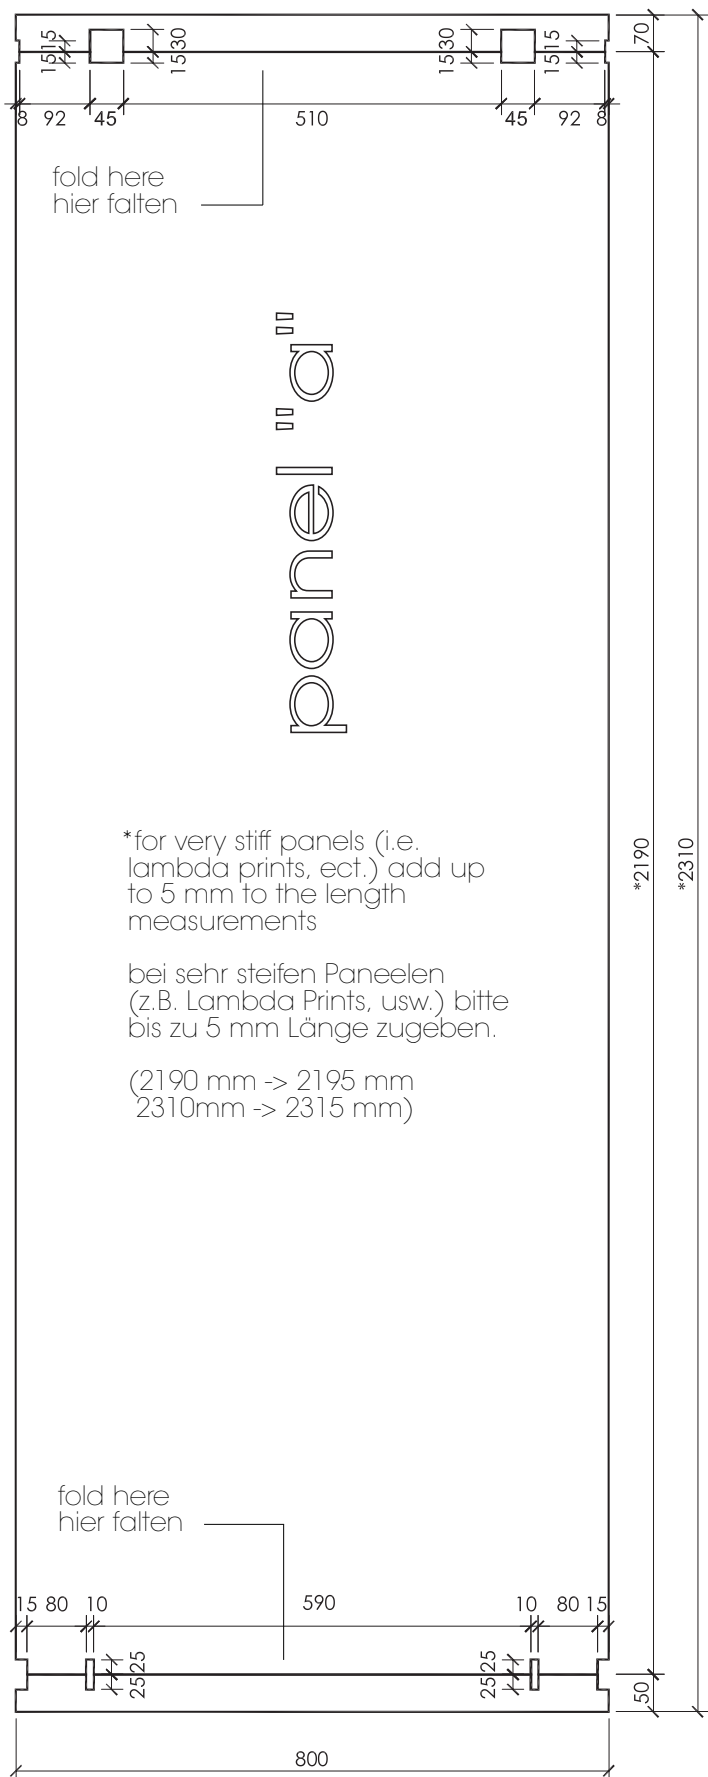 15 15
15 30
15 30
15 15
70
8 92 45 510 45 92 8
fold here
hier falten
panel "a"
*2190
*2310
*for very stiff panels (i.e.
lambda prints, ect.) add up
to 5 mm to the length
measurements
bei sehr steifen Paneelen
(z.B. Lambda Prints, usw.) bitte
bis zu 5 mm Länge zugeben.
(2190 mm -> 2195 mm
2310mm -> 2315 mm)
fold here
hier falten
15 80 10 590 10 80 15
25 25
25 25
50
800